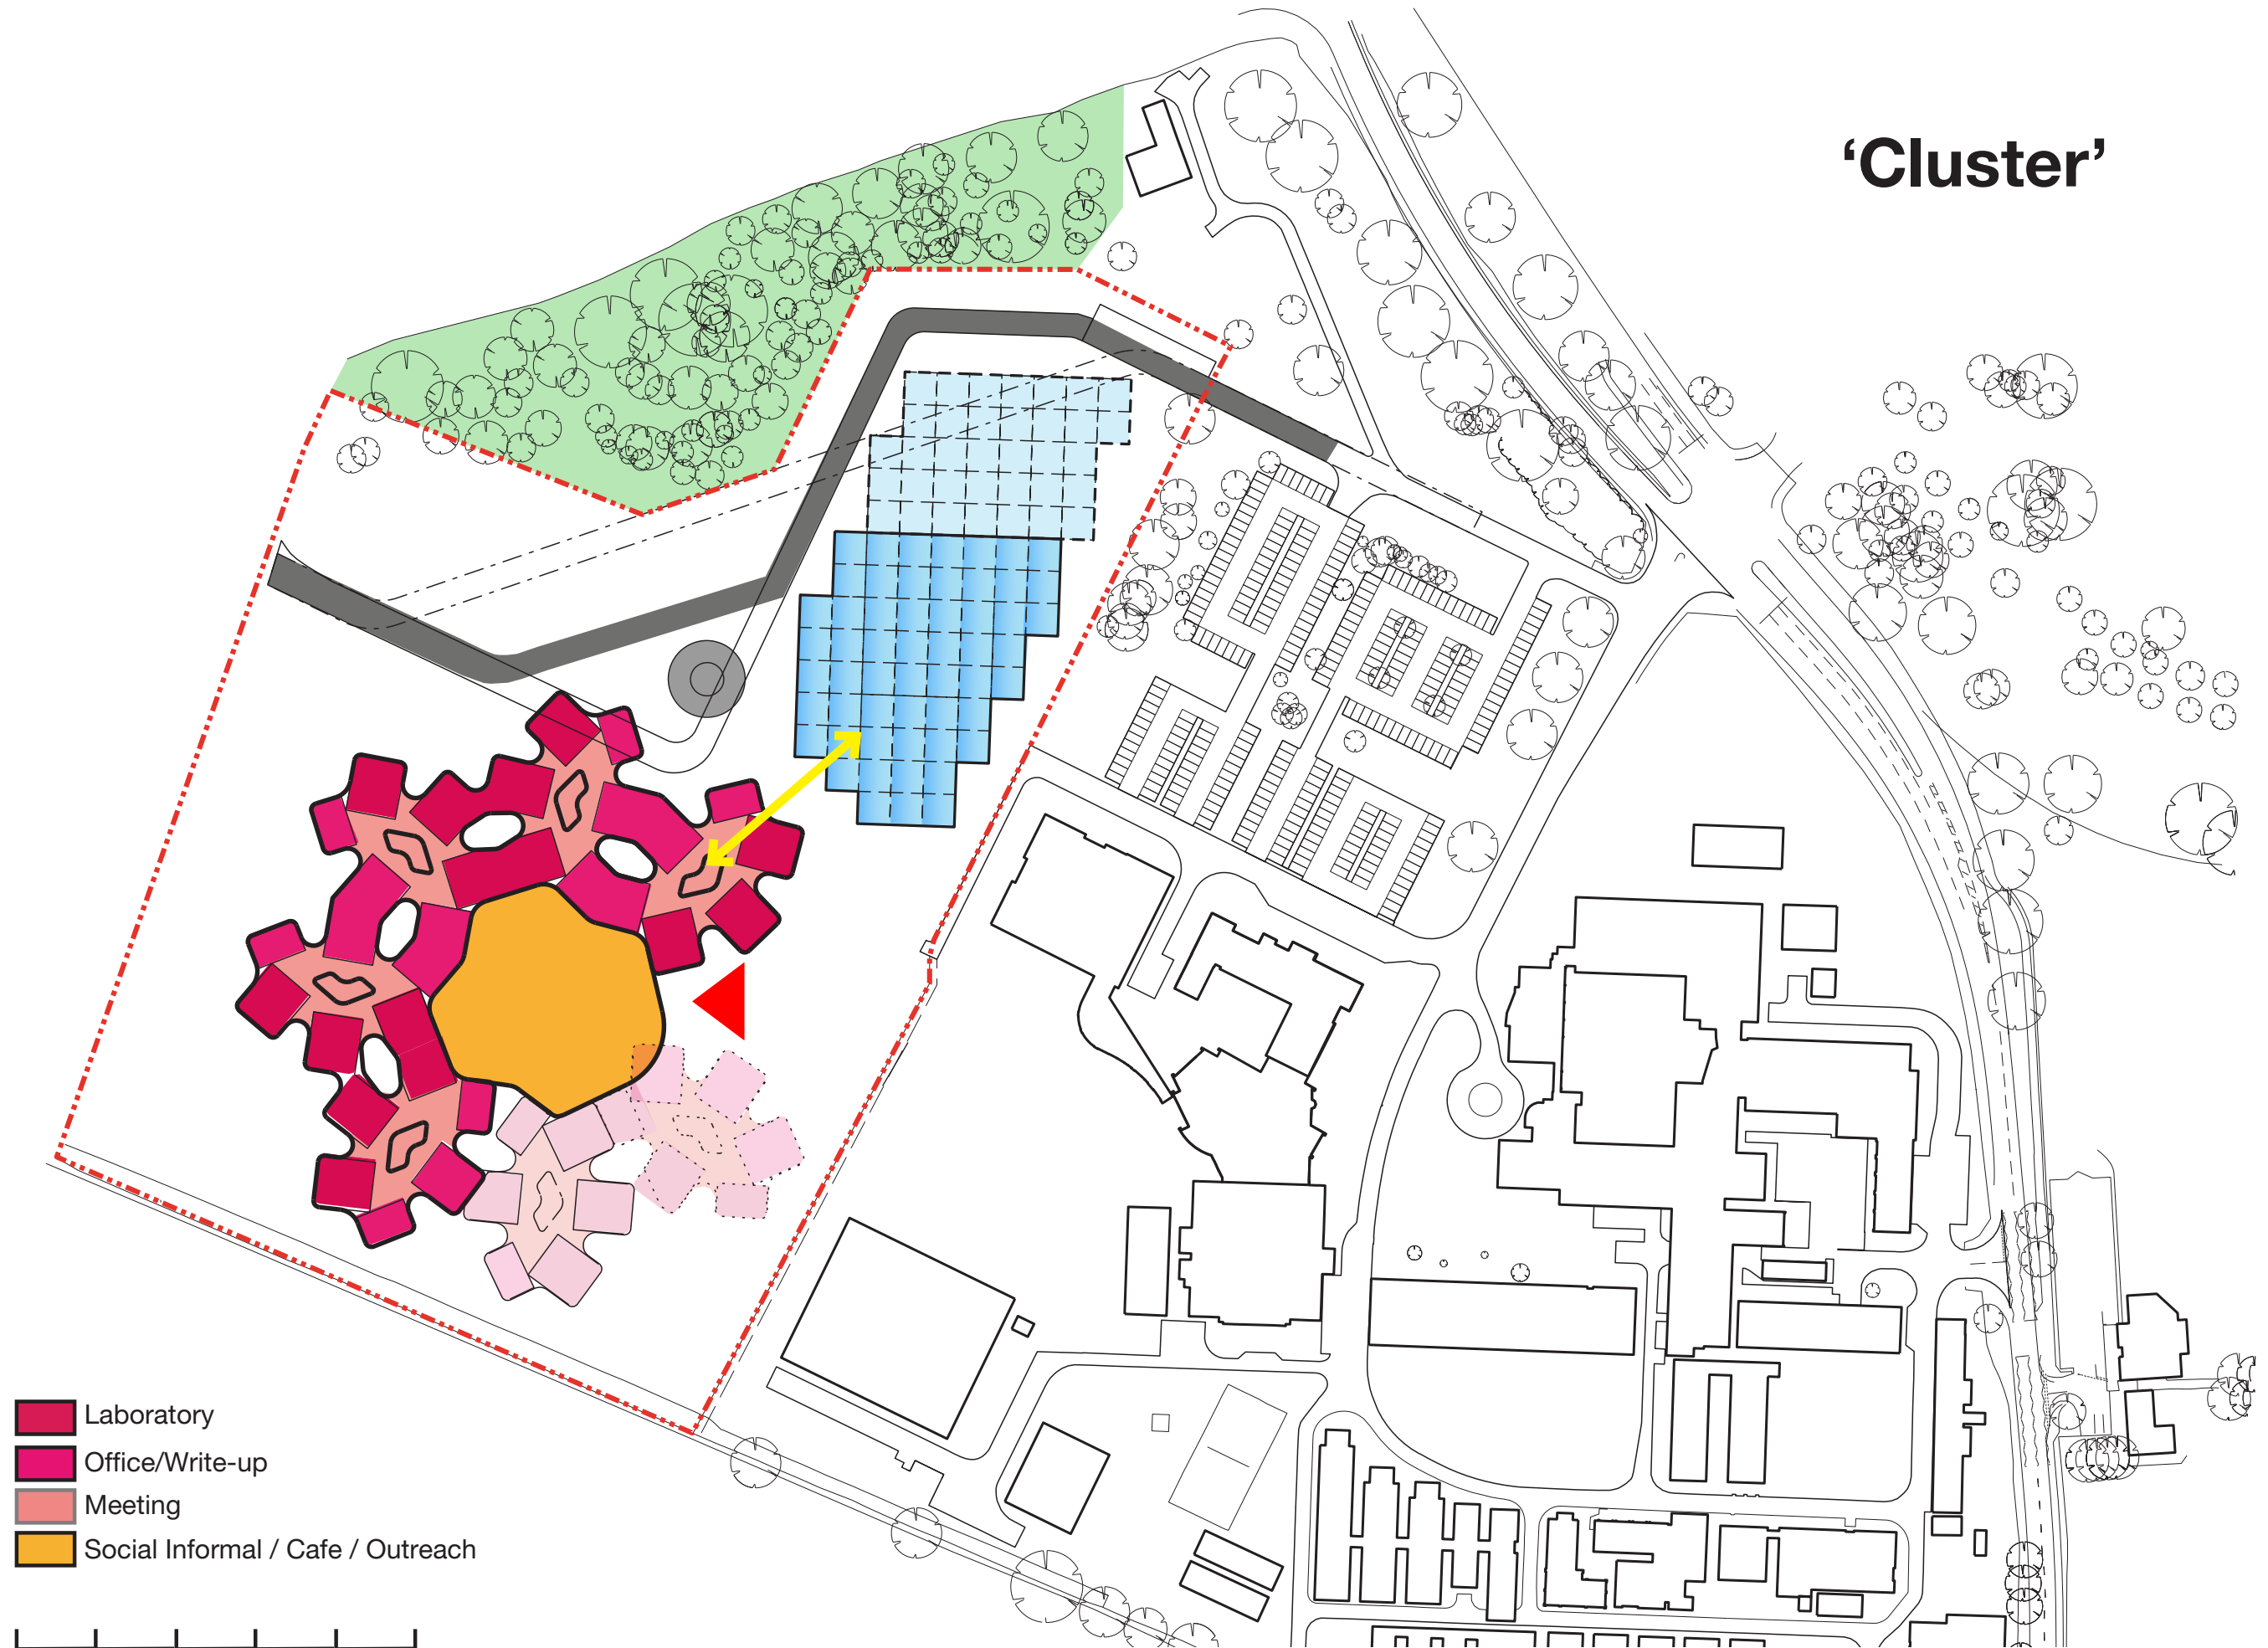 ‘Cluster’
Laboratory
Office/Write-up
Meeting
Social Informal / Cafe / Outreach